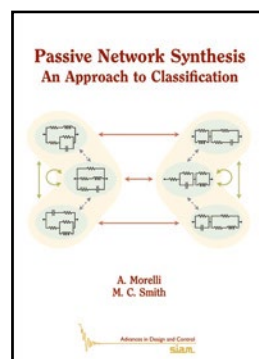 Passive Network Synthesis
An Approach to Classification
A. Morelli
M. C. Smith
Advances in Design and Control
siam